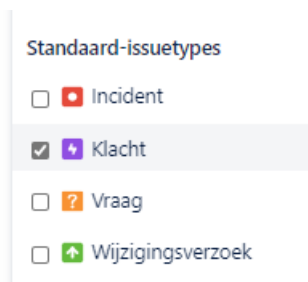 Standaard-issuetypes
Incident
Klacht
Vraag
Wijzigingsverzoek